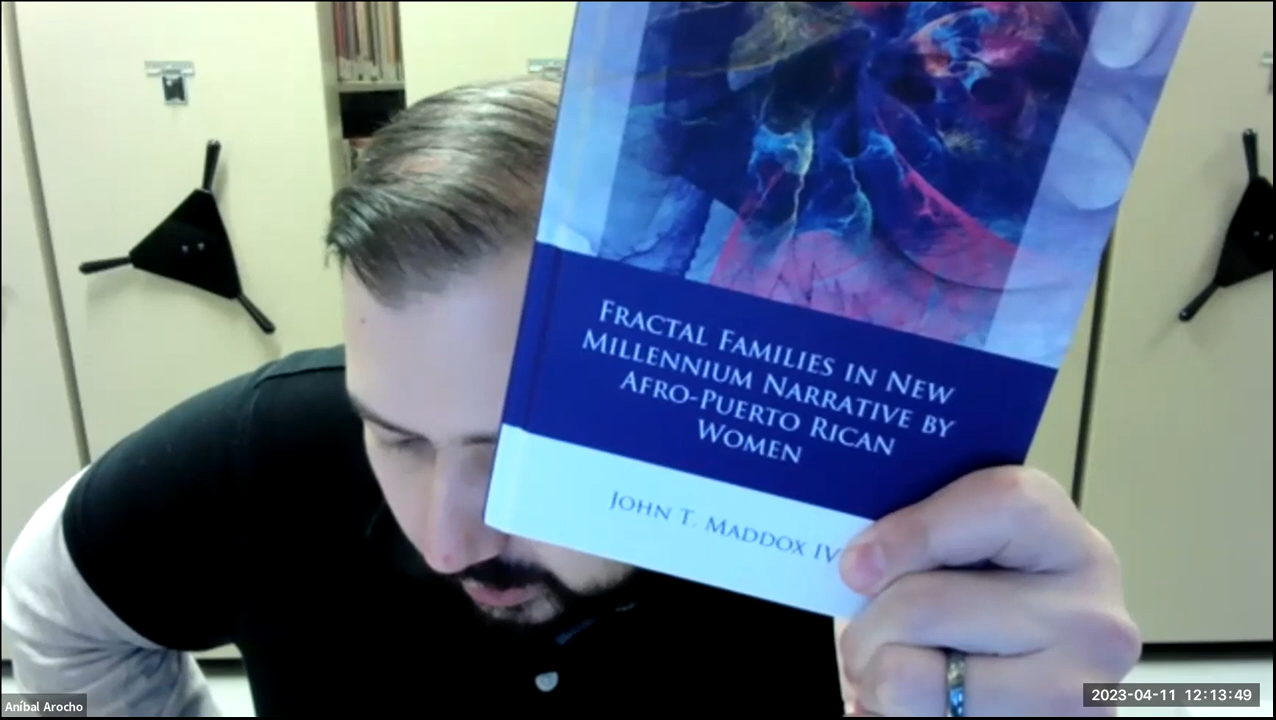 Fractal Families in New
Millennium Narrative by
Afro-Puerto Rican
Women
John T. Maddox IV
Aníbal Arocho
2023-04-11 12:13:49